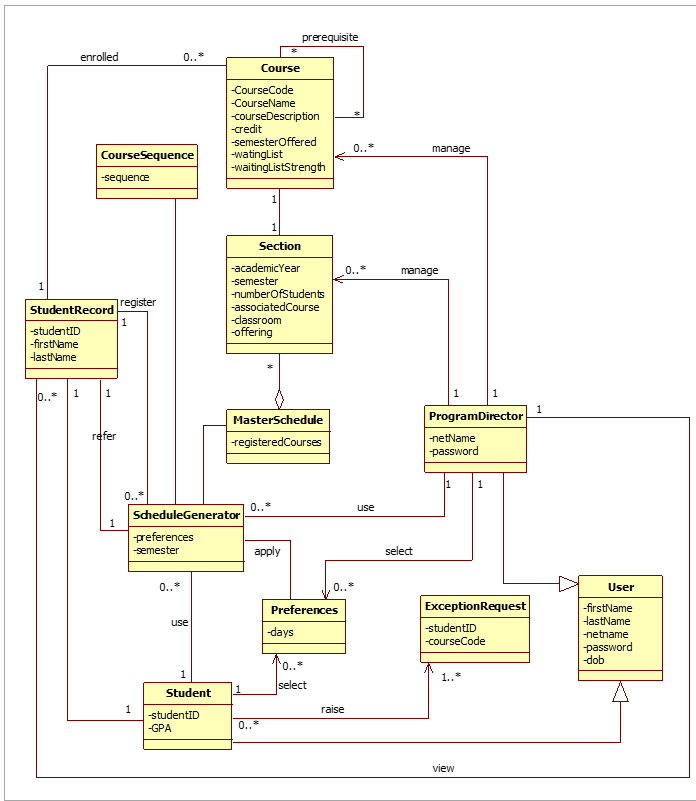 prerequisite
*
enrolled
0..*
Course
-CourseCode
-CourseName
-courseDescription
-credit
-semesterOffered
-watingList
-waitingListStrength
*
0..*
manage
CourseSequence
-sequence
1
1
Section
-academicYear
-semester
-numberOfStudents
-associatedCourse
-classroom
-offering
0..*
manage
1
StudentRecord
-studentID
-firstName
-lastName
register
1
*
0..*
1
1
refer
MasterSchedule
-registeredCourses
1
1
ProgramDirector
-netName
-password
1
0..*
ScheduleGenerator
-preferences
-semester
1
0..*
use
1
1
apply
select
0..*
0..*
use
Preferences
-days
ExceptionRequest
-studentID
-courseCode
User
-firstName
-lastName
-netname
-password
-dob
1
0..*
select
1..*
Student
-studentID
-GPA
1
1
raise
0..*
view